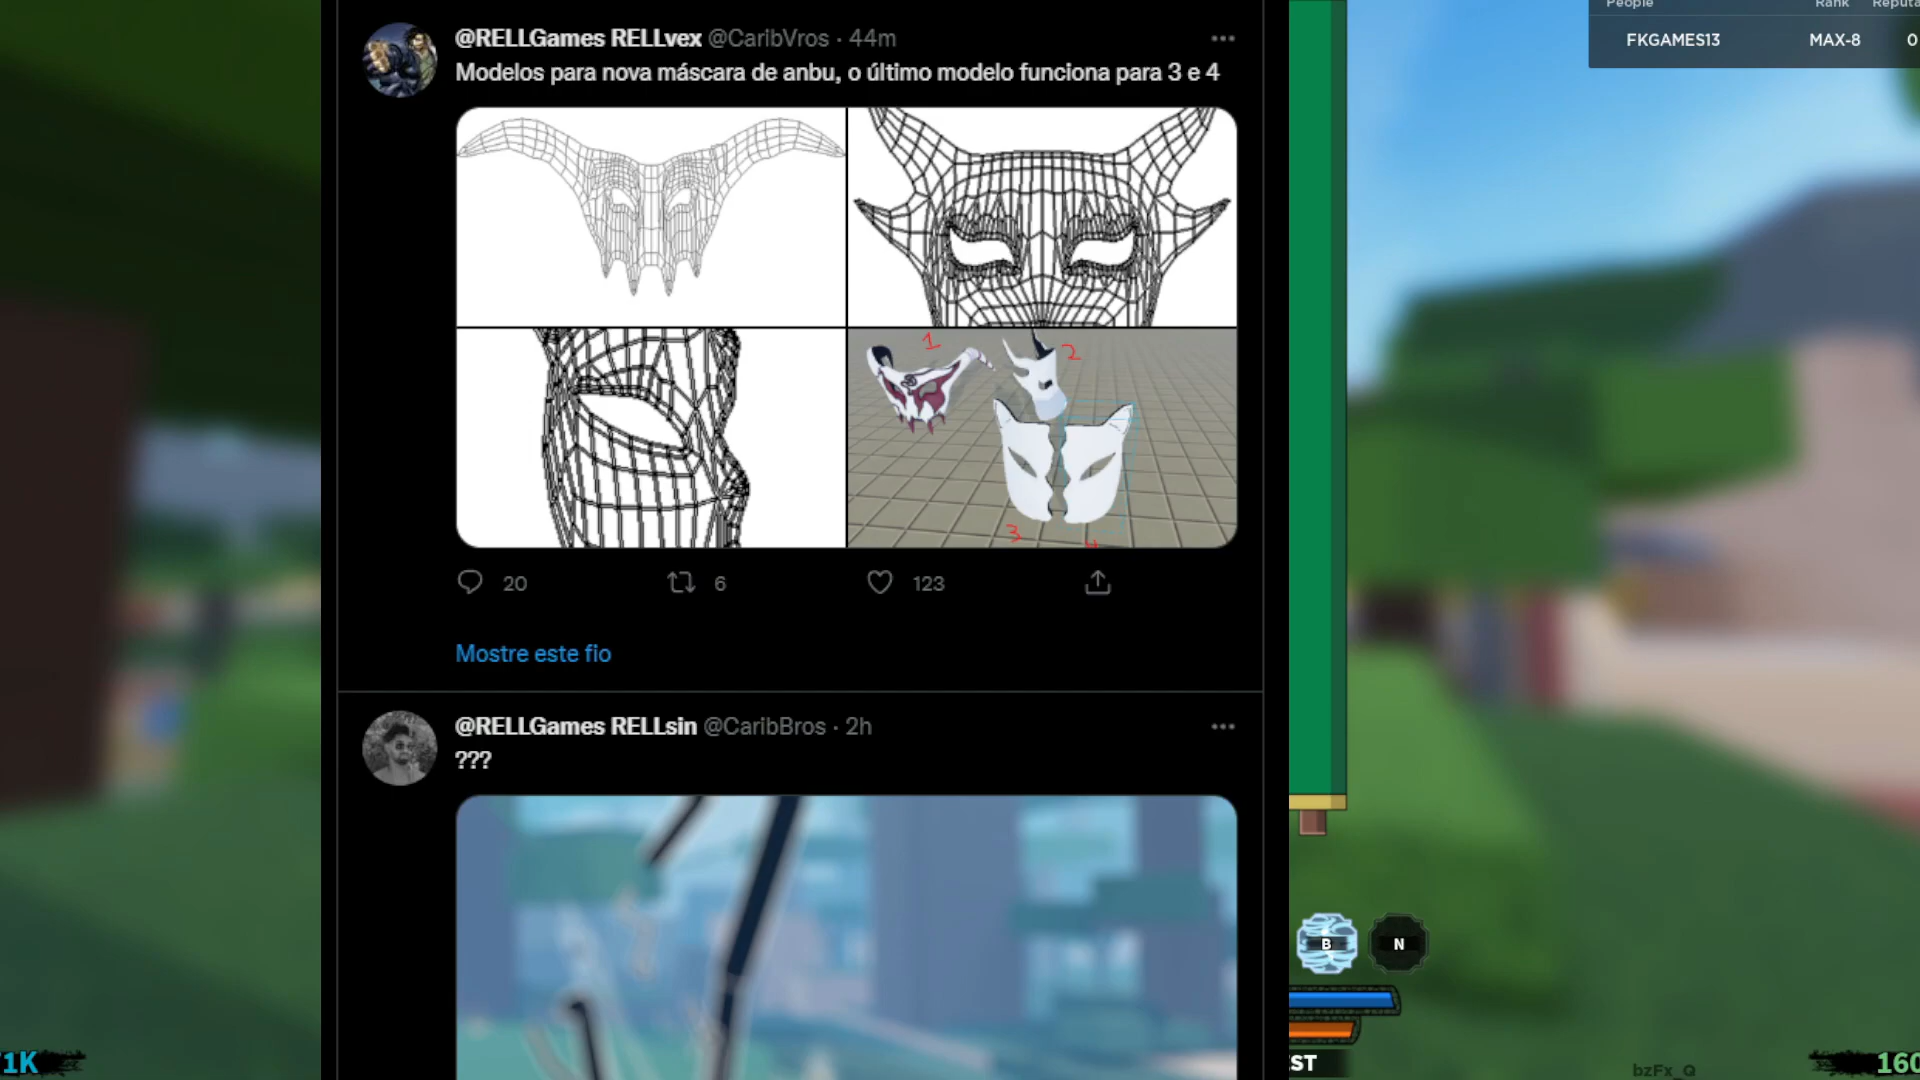 @RELLGames RELLvex @CaribVros · 44m
Modelos para nova máscara de anbu, o último modelo funciona para 3 e 4
1
2
3
4
20
6
123
Mostre este fio
@RELLGames RELLsin @CaribBros · 2h
???
People Rank Reputa
FKGAMES13 MAX-8 0
B
N
ST
1K
bzFx_Q
160